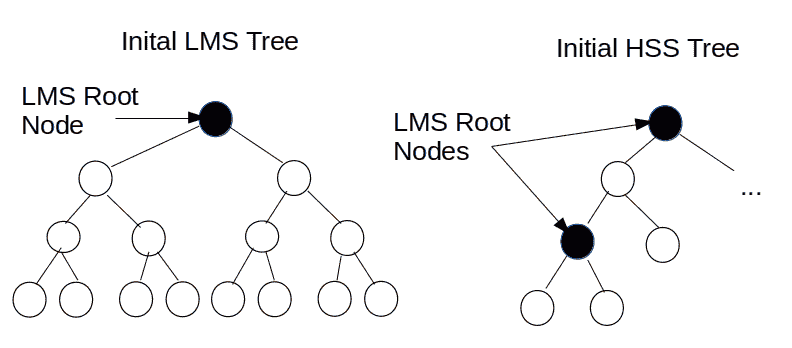 Inital LMS Tree
LMS Root
Node
Initial HSS Tree
LMS Root
Nodes
...